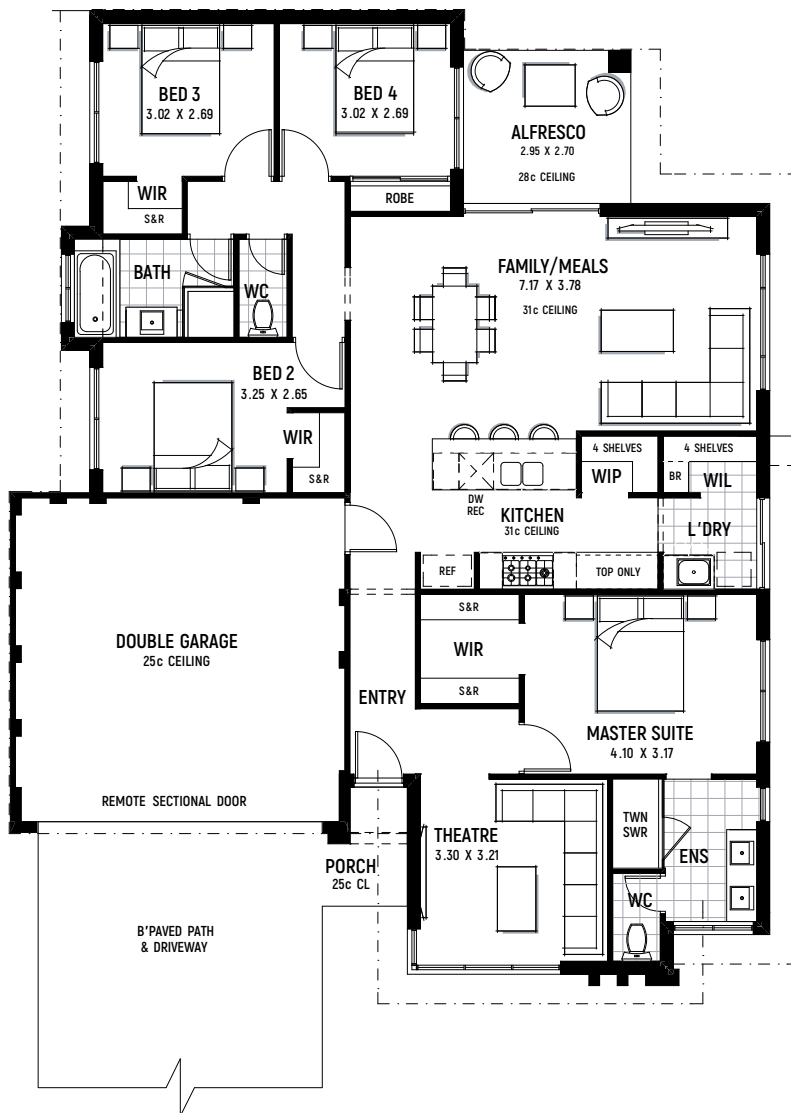 BED 3
3.02 X 2.69
BED 4
3.02 X 2.69
ALFRESCO
2.95 X 2.70
28c CEILING
WIR
S&R
ROBE
BATH
WC
FAMILY/MEALS
7.17 X 3.78
31c CEILING
BED 2
3.25 X 2.65
WIR
S&R
4 SHELVES
WIP
4 SHELVES
BR
WIL
DW
REC
KITCHEN
31c CEILING
L'DRY
REF
TOP ONLY
S&R
WIR
S&R
DOUBLE GARAGE
25c CEILING
ENTRY
MASTER SUITE
4.10 X 3.17
REMOTE SECTIONAL DOOR
TWN
SWR
THEATRE
3.30 X 3.21
ENS
PORCH
25c CL
WC
B'PAVED PATH
& DRIVEWAY